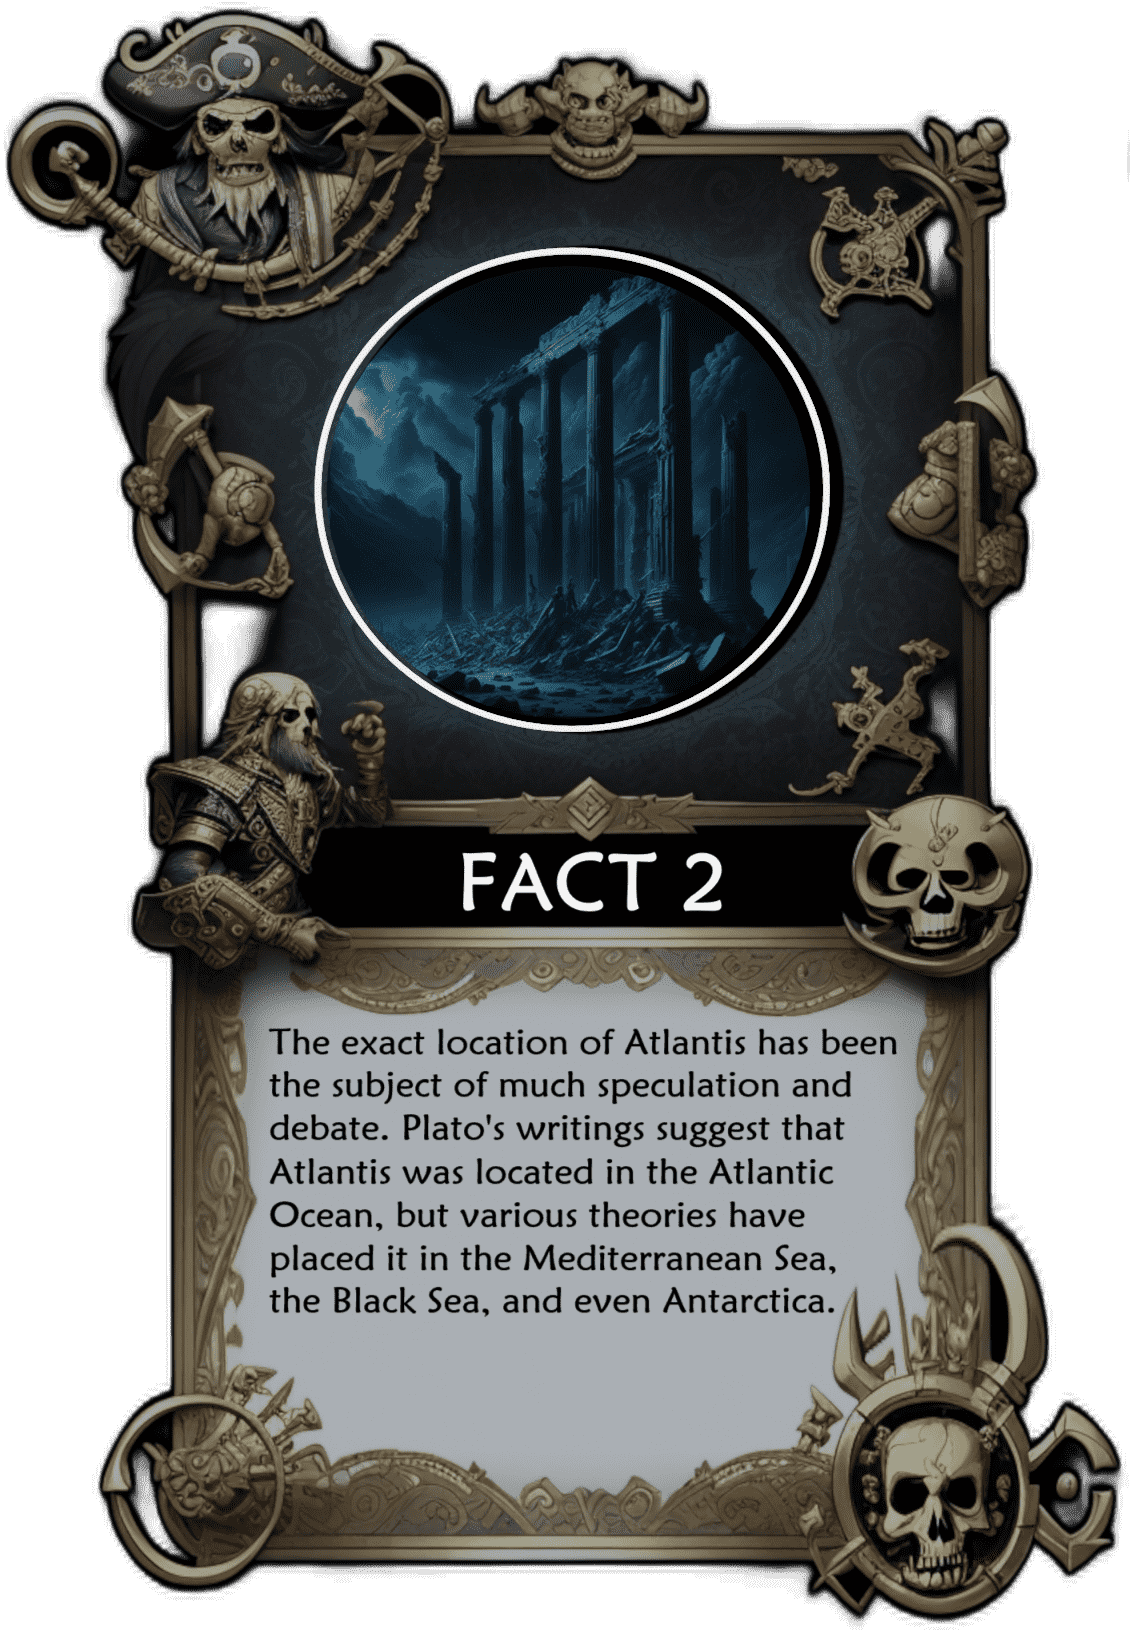 FACT 2
The exact location of Atlantis has been
the subject of much speculation and
debate. Plato's writings suggest that
Atlantis was located in the Atlantic
Ocean, but various theories have
placed it in the Mediterranean Sea,
the Black Sea, and even Antarctica.